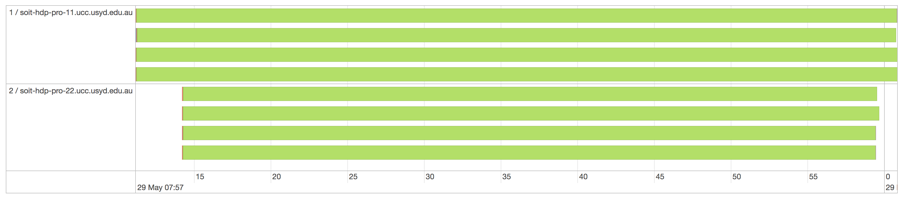 1 / soit-hdp-pro-11.ucc.usyd.edu.au
2 / soit-hdp-pro-22.ucc.usyd.edu.au
15 20 25 30 35 40 45 50 55 0
29 May 07:57 29